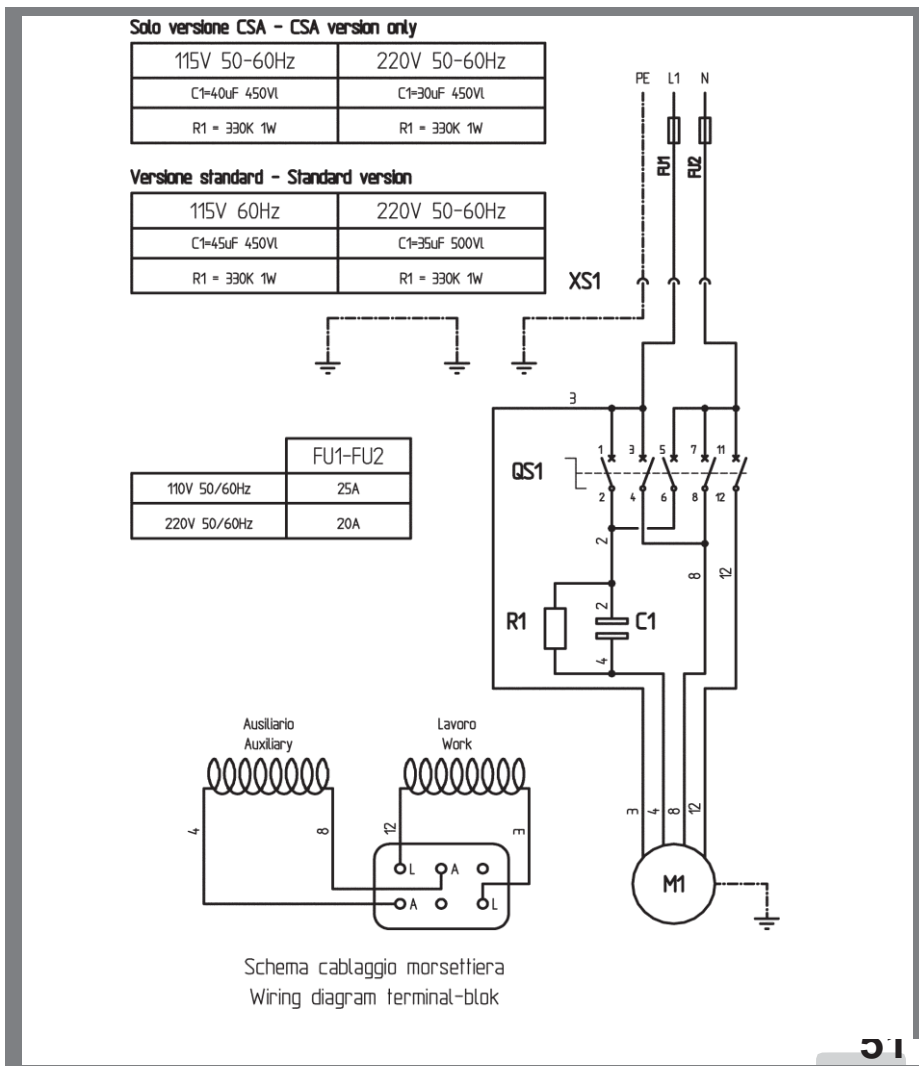 Solo versione CSA - CSA version only
115V 50-60Hz 220V 50-60Hz
C1=40uF 450Vl C1=30uF 450Vl
R1 = 330K 1W R1 = 330K 1W
Versione standard - Standard version
115V 60Hz 220V 50-60Hz
C1=45uF 450Vl C1=35uF 500Vl
R1 = 330K 1W R1 = 330K 1W
PE L1 N
FU1 FU2
XS1
3
FU1-FU2
110V 50/60Hz 25A
220V 50/60Hz 20A
QS1
1 3 5 7 11
2 4 6 8 12
2 8 12
R1 2 C1
4
Ausiliario
Auxiliary
Lavoro
Work
4 8 12 3
L A
A L
3 4 8 12
M1
Schema cablaggio morsettiera
Wiring diagram terminal-blok
51